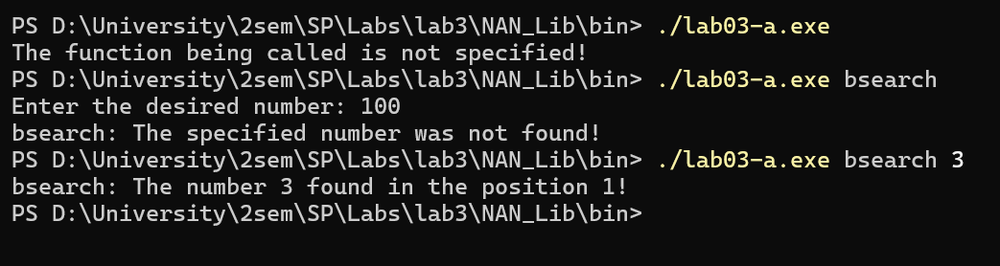 PS D:\University\2sem\SP\Labs\lab3\NAN_Lib\bin> ./lab03-a.exe
The function being called is not specified!
PS D:\University\2sem\SP\Labs\lab3\NAN_Lib\bin> ./lab03-a.exe bsearch
Enter the desired number: 100
bsearch: The specified number was not found!
PS D:\University\2sem\SP\Labs\lab3\NAN_Lib\bin> ./lab03-a.exe bsearch 3
bsearch: The number 3 found in the position 1!
PS D:\University\2sem\SP\Labs\lab3\NAN_Lib\bin>